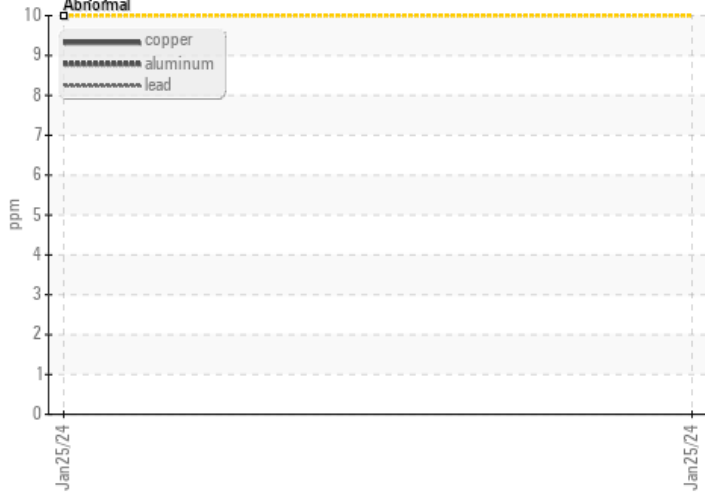 Abnormal
10
copper
aluminum
lead
9
8
7
6
5
4
3
2
1
0
ppm
Jan25/24
Jan25/24